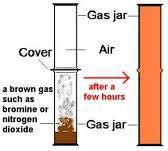 Gas jar
Cover
Air
a brown gas
such as
bromine or
nitrogen
dioxide
after a
few hours
Gas jar